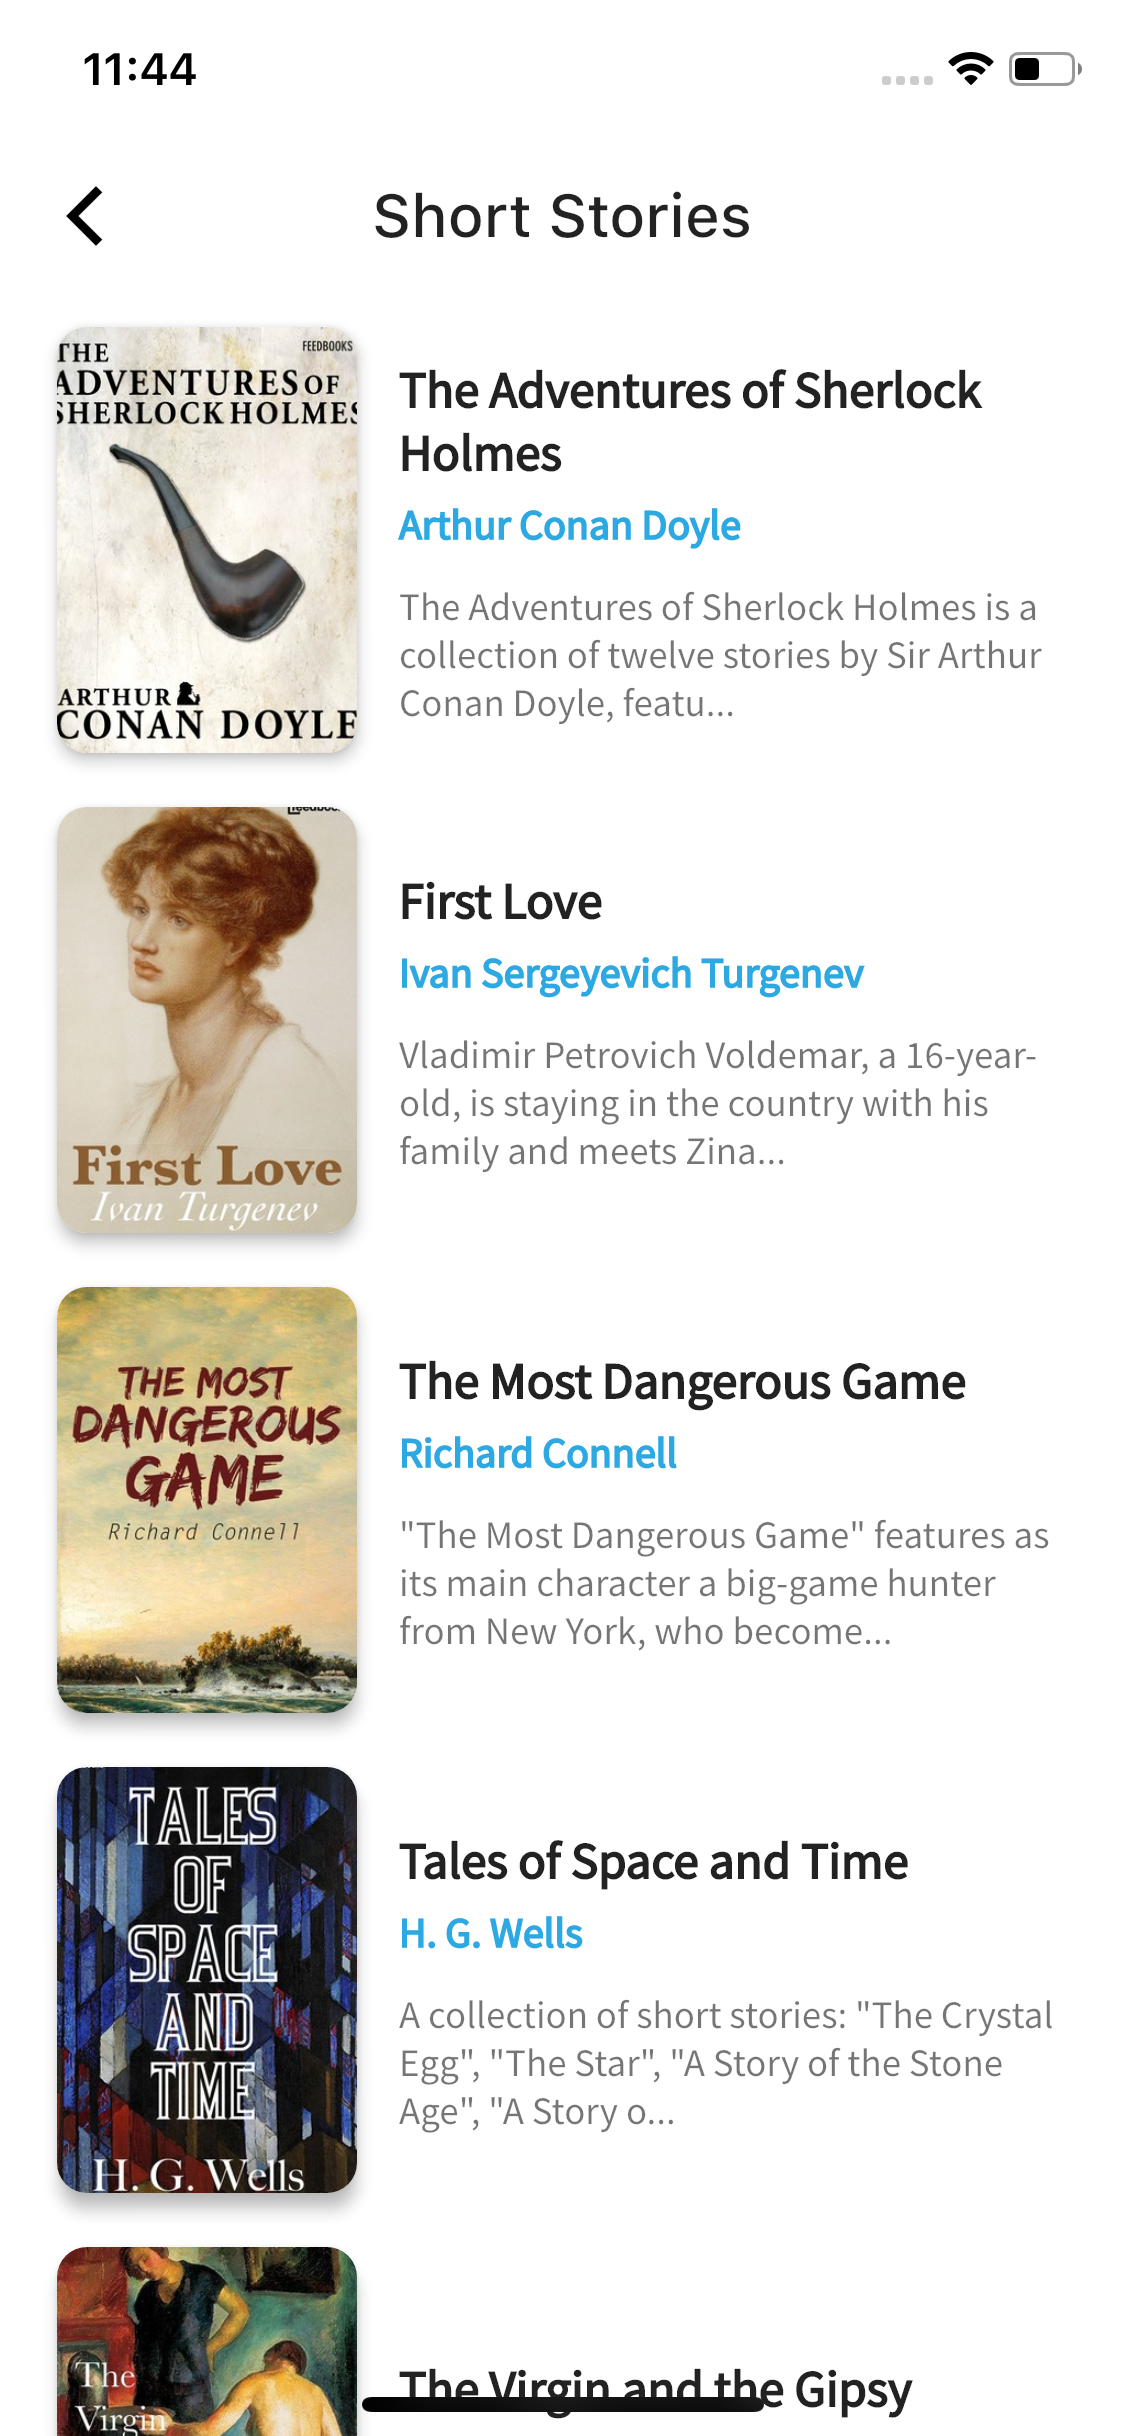 11:44
Short Stories
THE
FEEDBOOKS
ADVENTURES OF
SHERLOCK HOLMES
ARTHUR
CONAN DOYLE
The Adventures of Sherlock
Holmes
Arthur Conan Doyle
The Adventures of Sherlock Holmes is a
collection of twelve stories by Sir Arthur
Conan Doyle, featu...
feedboo
First Love
Ivan Turgenev
First Love
Ivan Sergeyevich Turgenev
Vladimir Petrovich Voldemar, a 16-year-
old, is staying in the country with his
family and meets Zina...
THE MOST
DANGEROUS
GAME
Richard Connell
The Most Dangerous Game
Richard Connell
"The Most Dangerous Game" features as
its main character a big-game hunter
from New York, who become...
TALES
OF
SPACE
AND
TIME
H. G. Wells
Tales of Space and Time
H. G. Wells
A collection of short stories: "The Crystal
Egg", "The Star", "A Story of the Stone
Age", "A Story o...
The
Virgin
The Virgin and the Gipsy